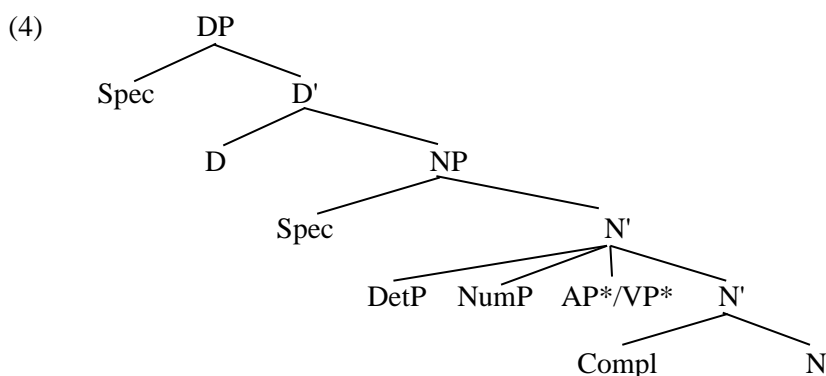 (4) DP
Spec D'
D NP
Spec N'
DetP NumP AP*/VP* N'
Compl N